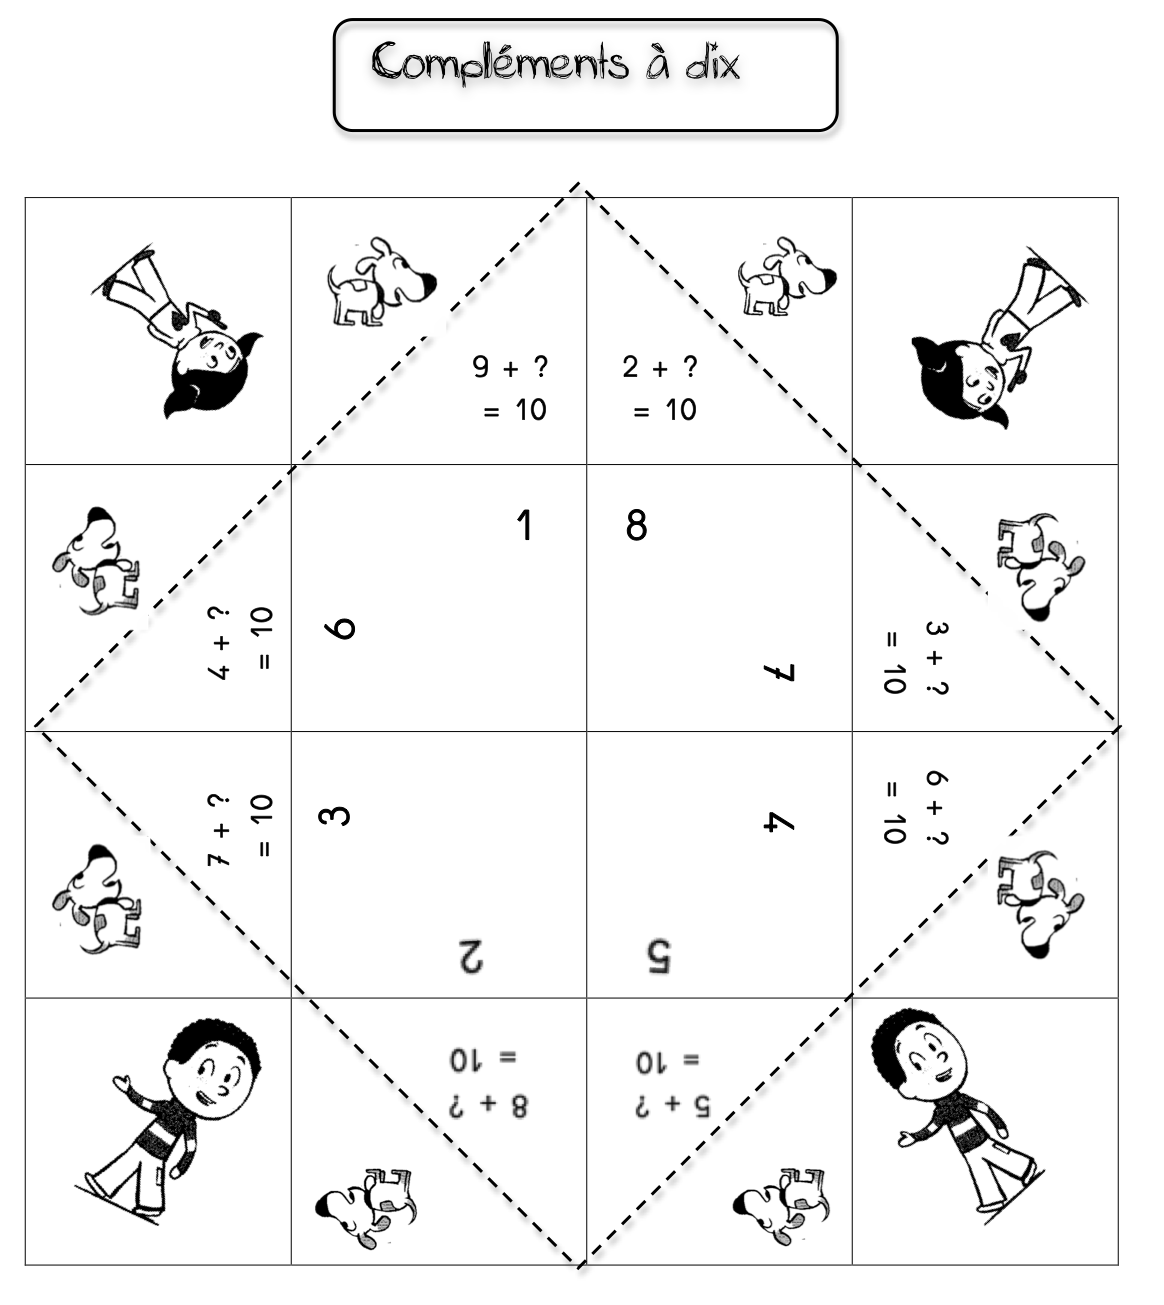 Compléments à dix
9 + ?
= 10
2 + ?
= 10
1
8
4 + ?
= 10
6
7
3 + ?
= 10
7 + ?
= 10
3
4
6 + ?
= 10
2
5
8 + ?
= 10
5 + ?
= 10